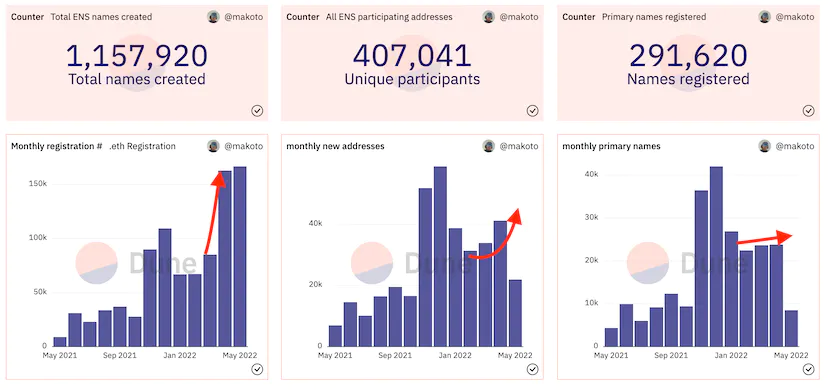 Counter Total ENS names created @makoto
1,157,920
Total names created
Counter All ENS participating addresses @makoto
407,041
Unique participants
Counter Primary names registered @makoto
291,620
Names registered
Monthly registration # .eth Registration @makoto
150k
100k
50k
0
Dune
May 2021 Sep 2021 Jan 2022 May 2022
monthly new addresses @makoto
40k
20k
0
Dune
May 2021 Sep 2021 Jan 2022 May 2022
monthly primary names @makoto
40k
30k
20k
10k
0
Dune
May 2021 Sep 2021 Jan 2022 May 2022